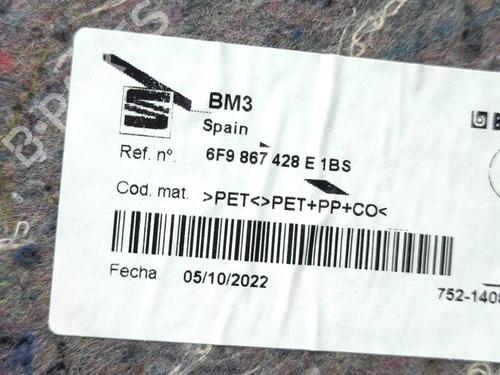 BM3
Spain
Ref. nº. 6F9 867 428 E 1BS
Cod. mat. >PET<>PET+PP+CO<
Fecha. 05/10/2022
752-1408